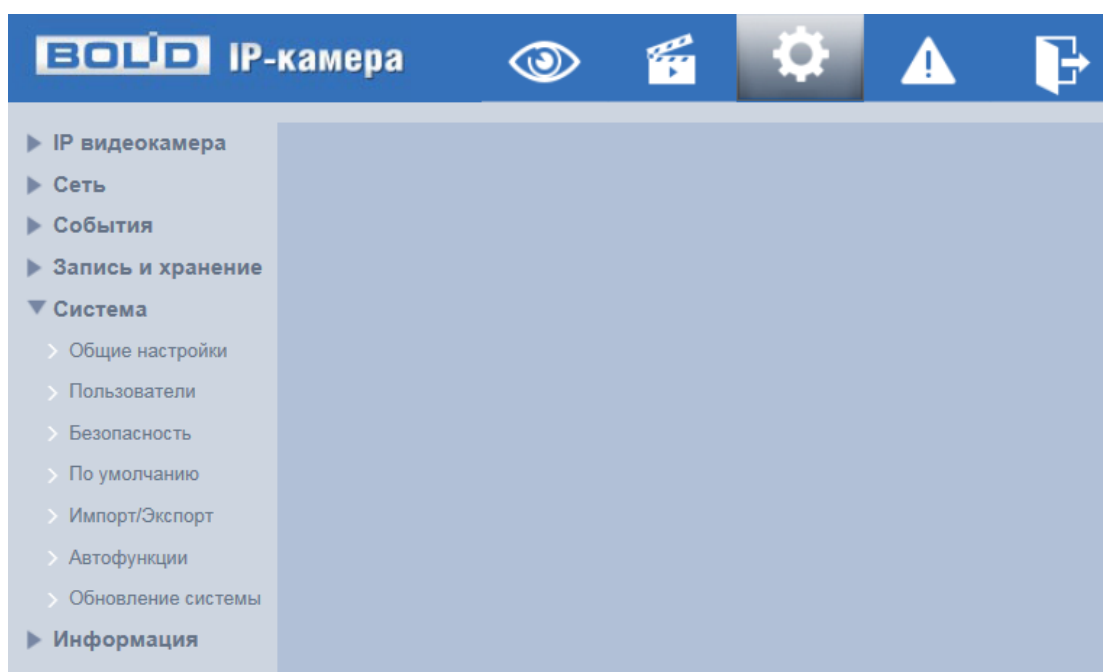 BOLID IP-камера
IP видеокамера
Сеть
События
Запись и хранение
Система
Общие настройки
Пользователи
Безопасность
По умолчанию
Импорт/Экспорт
Автофункции
Обновление системы
Информация